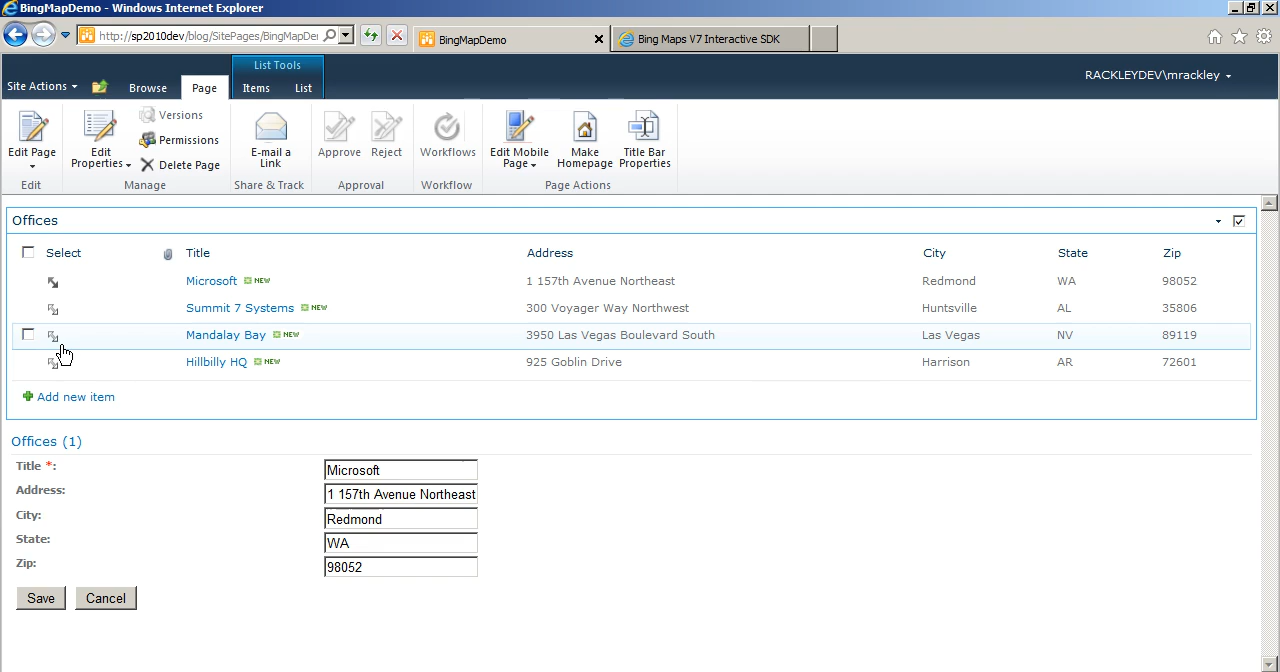 BingMapDemo - Windows Internet Explorer
http://sp2010dev/blog/SitePages/BingMapDe
BingMapDemo
Bing Maps V7 Interactive SDK
List Tools
Site Actions
Browse
Page
Items
List
RACKLEYDEV\mrackley
Edit Page
Edit Properties
Versions
Permissions
Delete Page
E-mail a Link
Approve
Reject
Workflows
Edit Mobile Page
Make Homepage
Title Bar Properties
Edit
Manage
Share & Track
Approval
Workflow
Page Actions
Offices
Select Title Address City State Zip
Microsoft NEW 1 157th Avenue Northeast Redmond WA 98052
Summit 7 Systems NEW 300 Voyager Way Northwest Huntsville AL 35806
Mandalay Bay NEW 3950 Las Vegas Boulevard South Las Vegas NV 89119
Hillbilly HQ NEW 925 Goblin Drive Harrison AR 72601
Add new item
Offices (1)
Title *: Microsoft
Address: 1 157th Avenue Northeast
City: Redmond
State: WA
Zip: 98052
Save Cancel